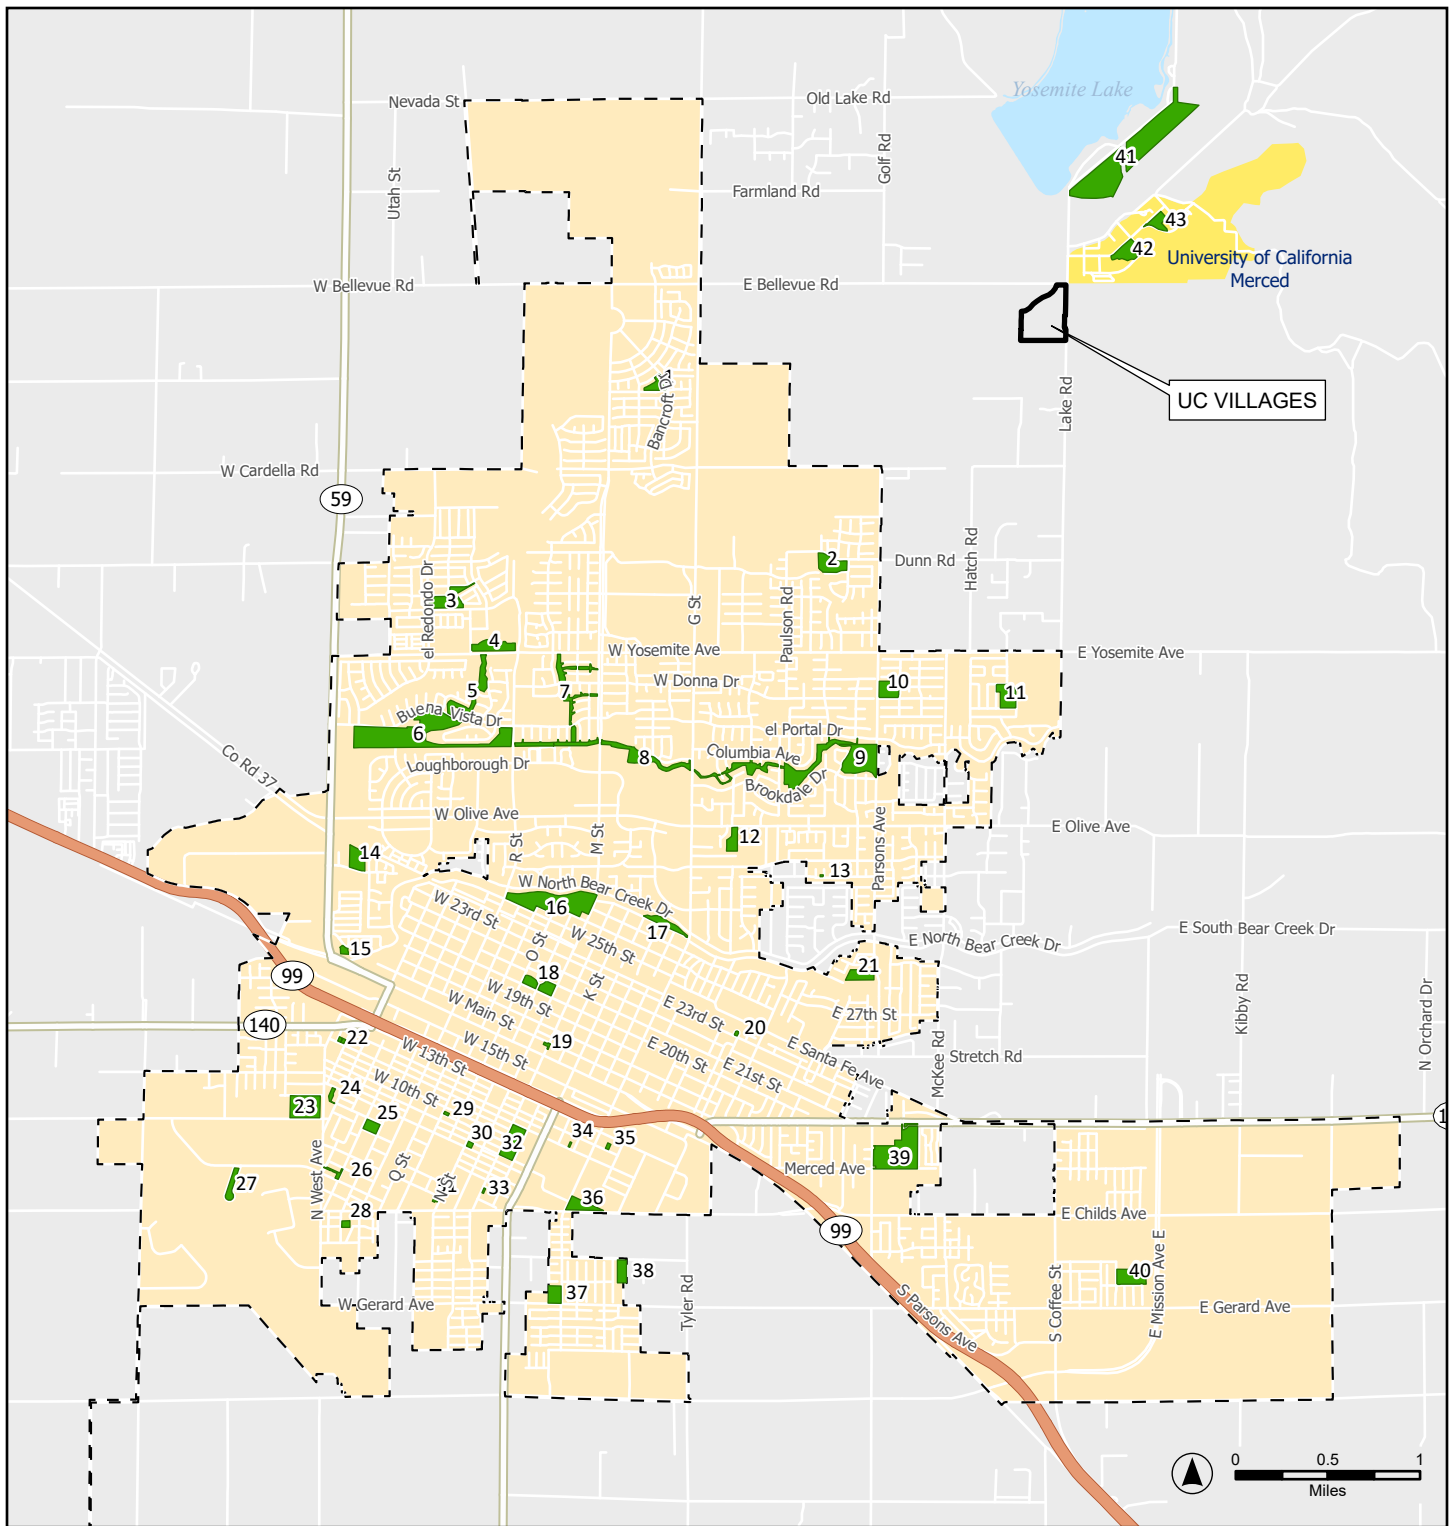 Nevada St
Old Lake Rd
Yosemite Lake
Golf Rd
Utah St
Farmland Rd
41
43
42
University of California
Merced
W Bellevue Rd
E Bellevue Rd
UC VILLAGES
Lake Rd
Bancroft Dr
W Cardella Rd
59
2
Dunn Rd
Hatch Rd
el Redondo Dr
3
G St
Paulson Rd
4
W Yosemite Ave
E Yosemite Ave
5
7
W Donna Dr
10
11
Buena Vista Dr
6
el Portal Dr
Columbia Ave
8
9
Co Rd 37
Loughborough Dr
Brookdale Dr
W Olive Ave
R St
M St
12
Parsons Ave
E Olive Ave
14
13
W North Bear Creek Dr
W 23rd St
16
17
W 25th St
15
O St
E North Bear Creek Dr
E South Bear Creek Dr
99
18
K St
21
W 19th St
Kibby Rd
N Orchard Dr
140
W Main St
E 23rd St
E 27th St
22
W 13th St
W 15th St
19
20
E 20th St
E 21st St
E Santa Fe Ave
McKee Rd
Stretch Rd
24
W 10th St
23
25
29
1
30
32
34
35
N West Ave
26
Q St
Merced Ave
39
27
N St
33
36
28
E Childs Ave
99
38
40
37
W Gerard Ave
Tyler Rd
S Parsons Ave
S Coffee St
E Mission Ave E
E Gerard Ave
0
0.5
1
Miles